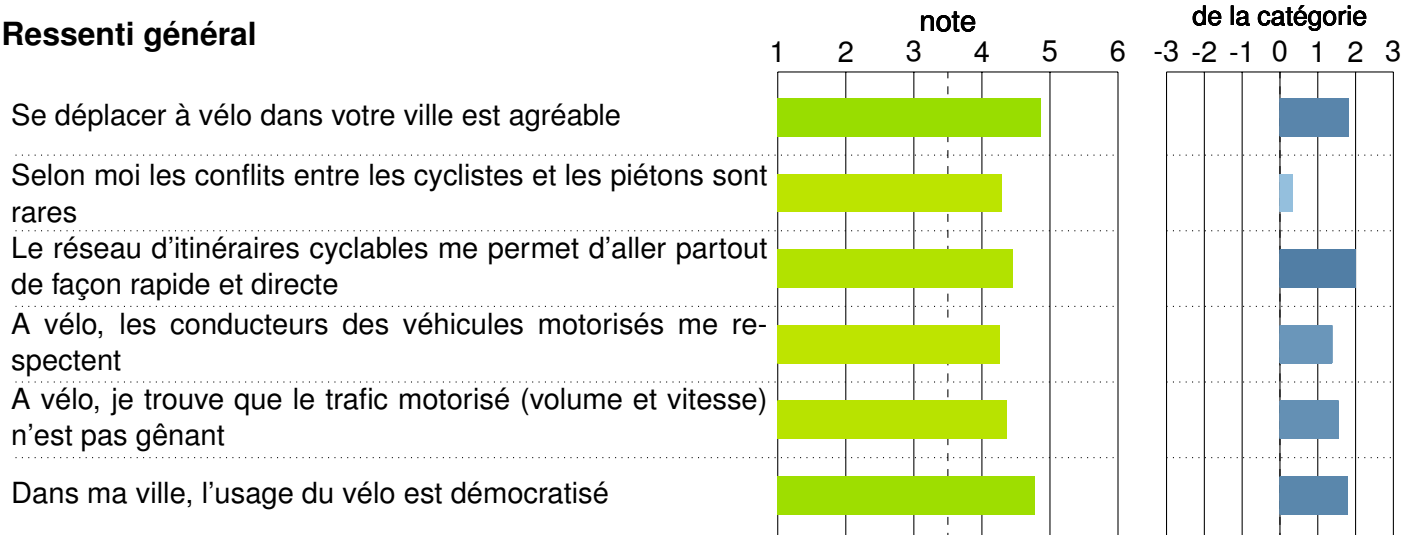 Ressenti général
note
de la catégorie
1 2 3 4 5 6
-3 -2 -1 0 1 2 3
Se déplacer à vélo dans votre ville est agréable
Selon moi les conflits entre les cyclistes et les piétons sont
rares
Le réseau d'itinéraires cyclables me permet d'aller partout
de façon rapide et directe
A vélo, les conducteurs des véhicules motorisés me re-
spectent
A vélo, je trouve que le trafic motorisé (volume et vitesse)
n'est pas gênant
Dans ma ville, l'usage du vélo est démocratisé